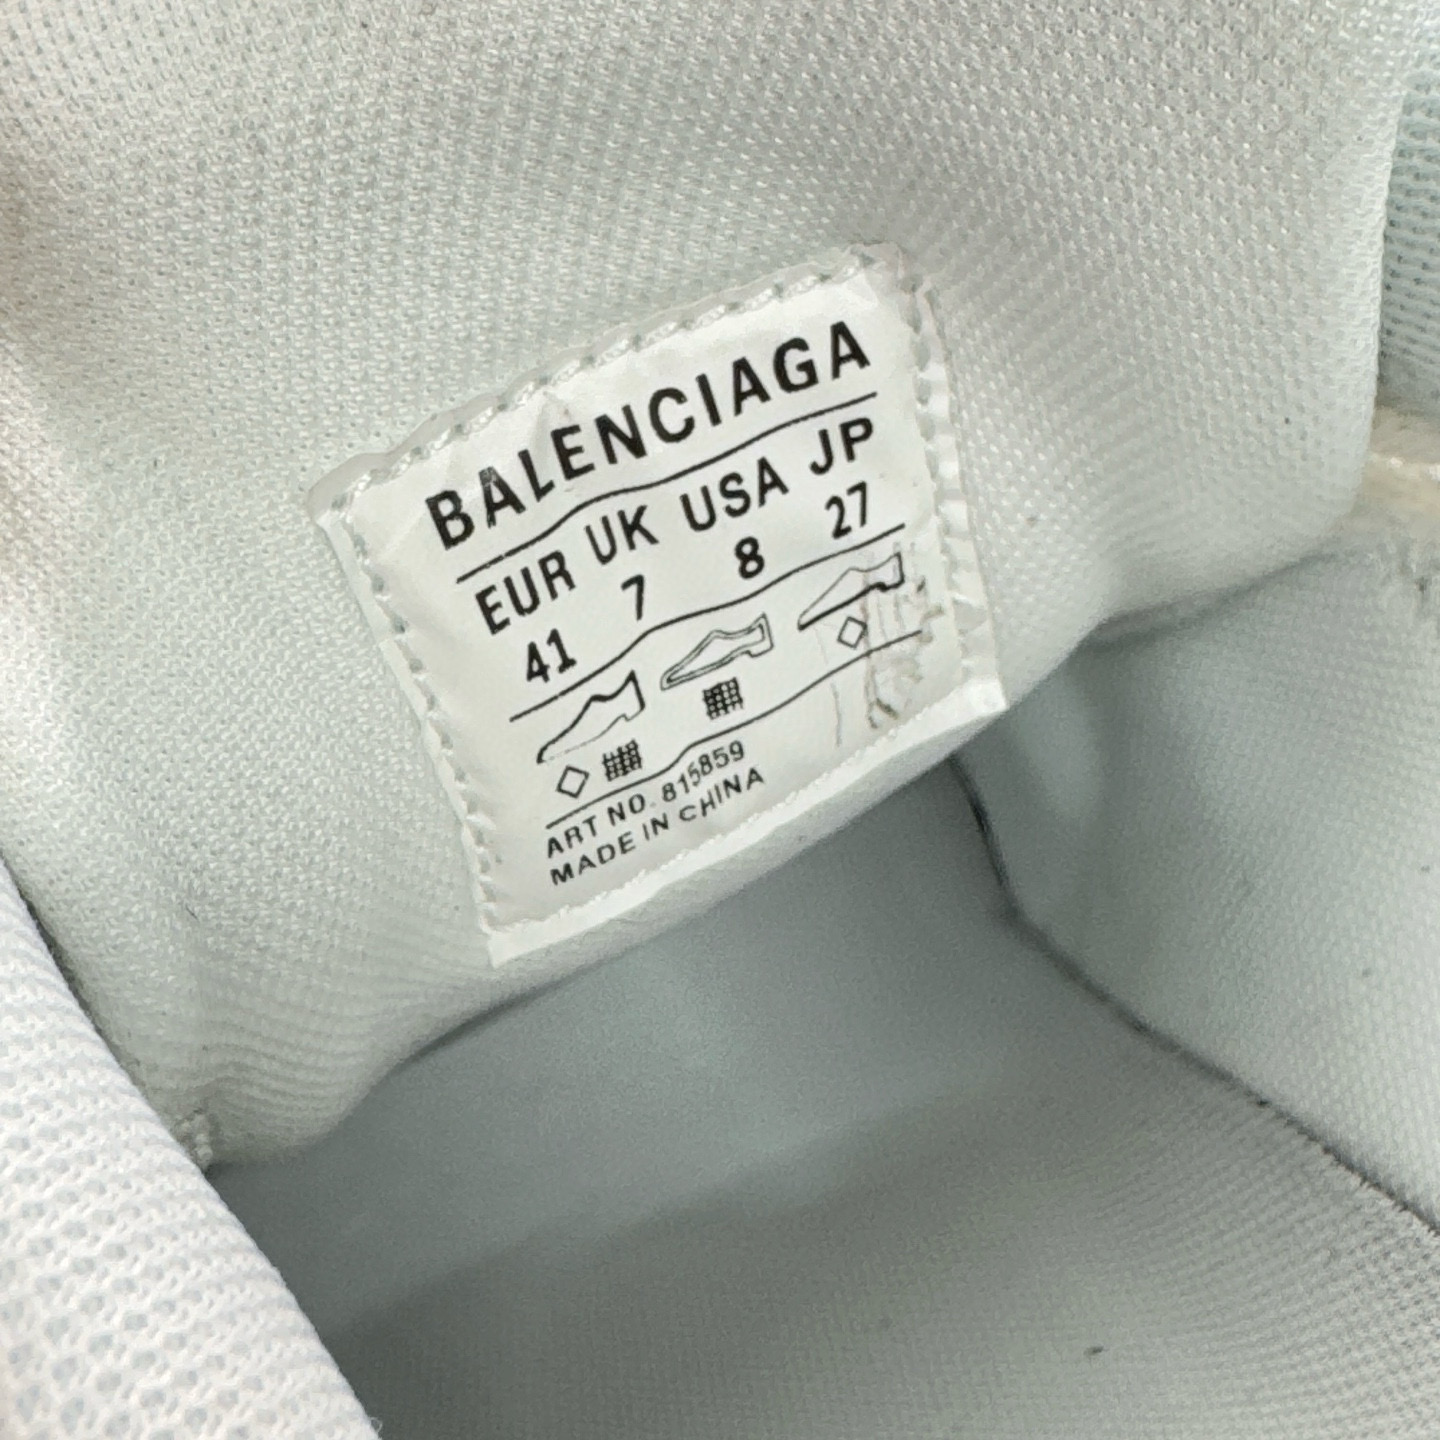 BALENCIAGA
EUR UK USA JP
41 7 8 27
ART NO. 815859
MADE IN CHINA